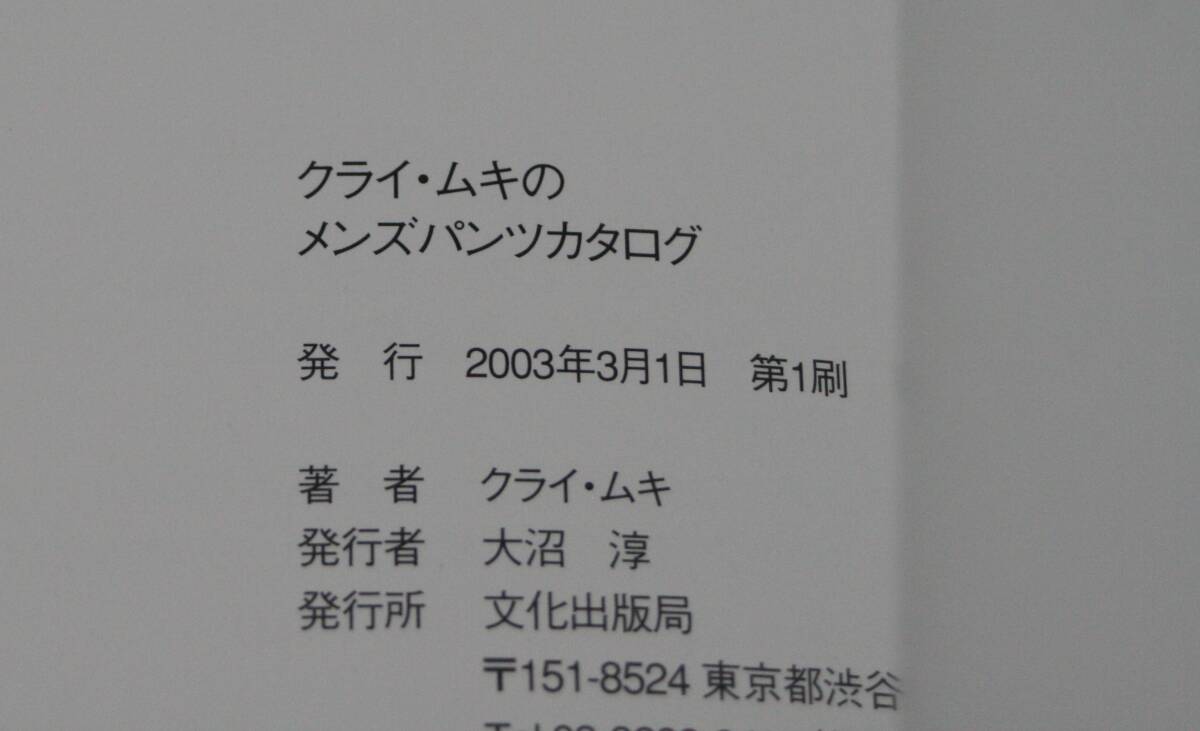 クライ・ムキの
メンズパンツカタログ
発　行　2003年3月1日　第1刷
著　者　クライ・ムキ
発行者　大沼　淳
発行所　文化出版局
〒151-8524 東京都渋谷